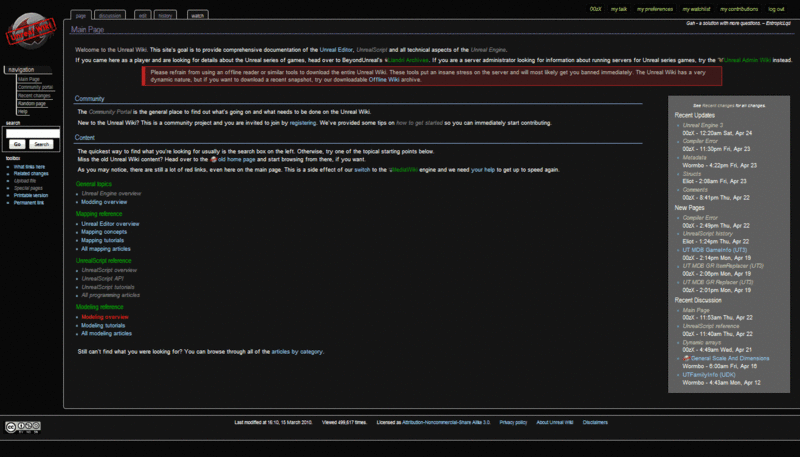 page discussion edit history watch
00zX my talk my preferences my watchlist my contributions log out
Gah - a solution with more questions. – EntropicLqd
Main Page
Welcome to the Unreal Wiki. This site's goal is to provide comprehensive documentation of the Unreal Editor, UnrealScript and all technical aspects of the Unreal Engine.
If you came here as a player and are looking for details about the Unreal series of games, head over to BeyondUnreal's Liandri Archives. If you are a server administrator looking for information about running servers for Unreal series games, try the Unreal Admin Wiki instead.
Please refrain from using an offline reader or similar tools to download the entire Unreal Wiki. These tools put an insane stress on the server and will most likely get you banned immediately. The Unreal Wiki has a very
dynamic nature, but if you want to download a recent snapshot, try our downloadable Offline Wiki archive.
navigation
Main Page
Community portal
Recent changes
Random page
Help
search
Go Search
toolbox
What links here
Related changes
Upload file
Special pages
Printable version
Permanent link
Community
The Community Portal is the general place to find out what's going on and what needs to be done on the Unreal Wiki.
New to the Unreal Wiki? This is a community project and you are invited to join by registering. We've provided some tips on how to get started so you can immediately start contributing.
Content
The quickest way to find what you're looking for usually is the search box on the left. Otherwise, try one of the topical starting points below.
Miss the old Unreal Wiki content? Head over to the old home page and start browsing from there, if you want.
As you may notice, there are still a lot of red links, even here on the main page. This is a side effect of our switch to the MediaWiki engine and we need your help to get up to speed again.
General topics
Unreal Engine overview
Modding overview
Mapping reference
Unreal Editor overview
Mapping concepts
Mapping tutorials
All mapping articles
UnrealScript reference
UnrealScript overview
UnrealScript API
UnrealScript tutorials
All programming articles
Modeling reference
Modeling overview
Modeling tutorials
All modeling articles
Still can't find what you were looking for? You can browse through all of the articles by category.
See Recent changes for all changes.
Recent Updates
Unreal Engine 3
00zX - 12:20am Sat, Apr 24
Compiler Error
00zX - 11:30pm Fri, Apr 23
Metadata
Wormbo - 4:22pm Fri, Apr 23
Structs
Eliot - 2:08am Fri, Apr 23
Comments
00zX - 8:41pm Thu, Apr 22
New Pages
Compiler Error
00zX - 2:49pm Thu, Apr 22
UnrealScript history
Eliot - 1:24pm Thu, Apr 22
UT MDB GameInfo (UT3)
00zX - 2:14pm Mon, Apr 19
UT MDB GR ItemReplacer (UT3)
00zX - 2:06pm Mon, Apr 19
UT MDB GR Replacer (UT3)
00zX - 2:01pm Mon, Apr 19
Recent Discussion
Main Page
00zX - 11:53am Thu, Apr 22
UnrealScript reference
00zX - 11:40am Thu, Apr 22
Dynamic arrays
00zX - 4:49am Wed, Apr 21
General Scale And Dimensions
Wormbo - 8:00am Fri, Apr 16
UTFamilyInfo (UDK)
Wormbo - 4:43am Mon, Apr 12
Last modified at 16:10, 15 March 2010. Viewed 499,617 times. Licensed as Attribution-Noncommercial-Share Alike 3.0. Privacy policy About Unreal Wiki Disclaimers